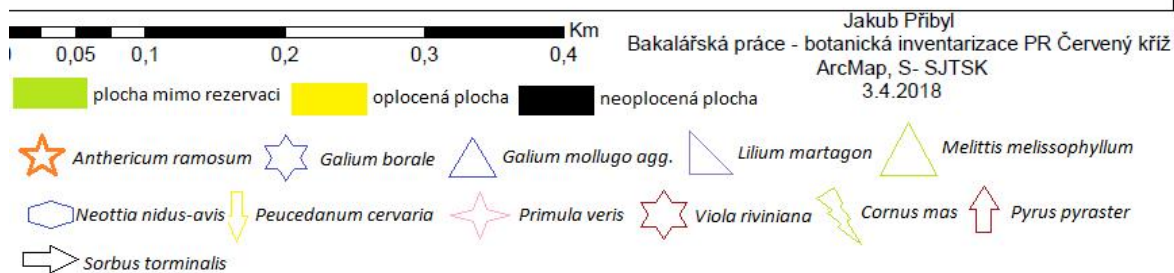 Km
0,05 0,1 0,2 0,3 0,4
Jakub Přibyl
Bakalářská práce - botanická inventarizace PR Červený kříž
ArcMap, S- SJTSK
3.4.2018
plocha mimo rezervaci oplocená plocha neoplocená plocha
Anthericum ramosum Galium borale Galium mollugo agg. Lilium martagon Melittis melissophyllum
Neottia nidus-avis Peucedanum cervaria Primula veris Viola riviniana Cornus mas Pyrus pyraster
Sorbus torminalis